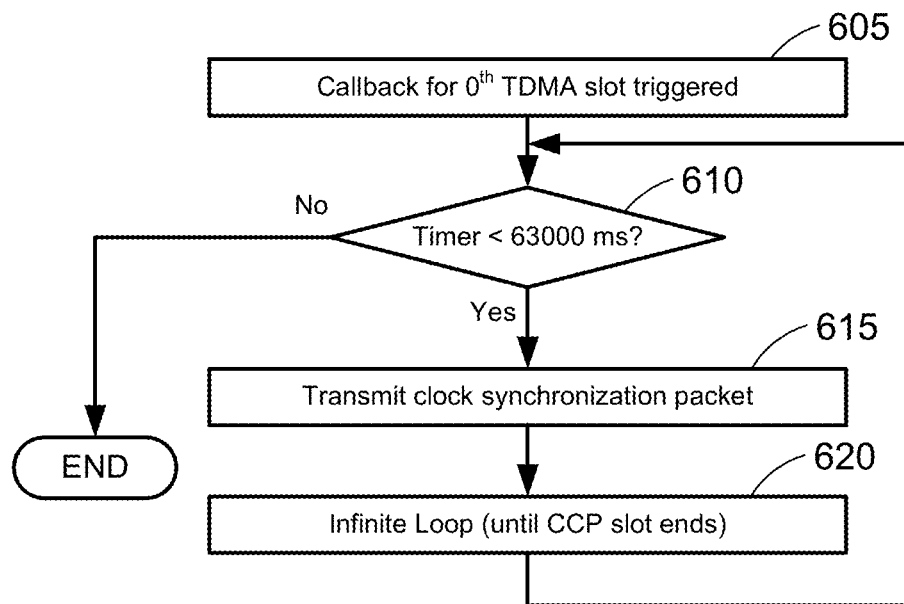 605
Callback for 0th TDMA slot triggered
610
No
Timer < 63000 ms?
Yes
615
Transmit clock synchronization packet
END
620
Infinite Loop (until CCP slot ends)